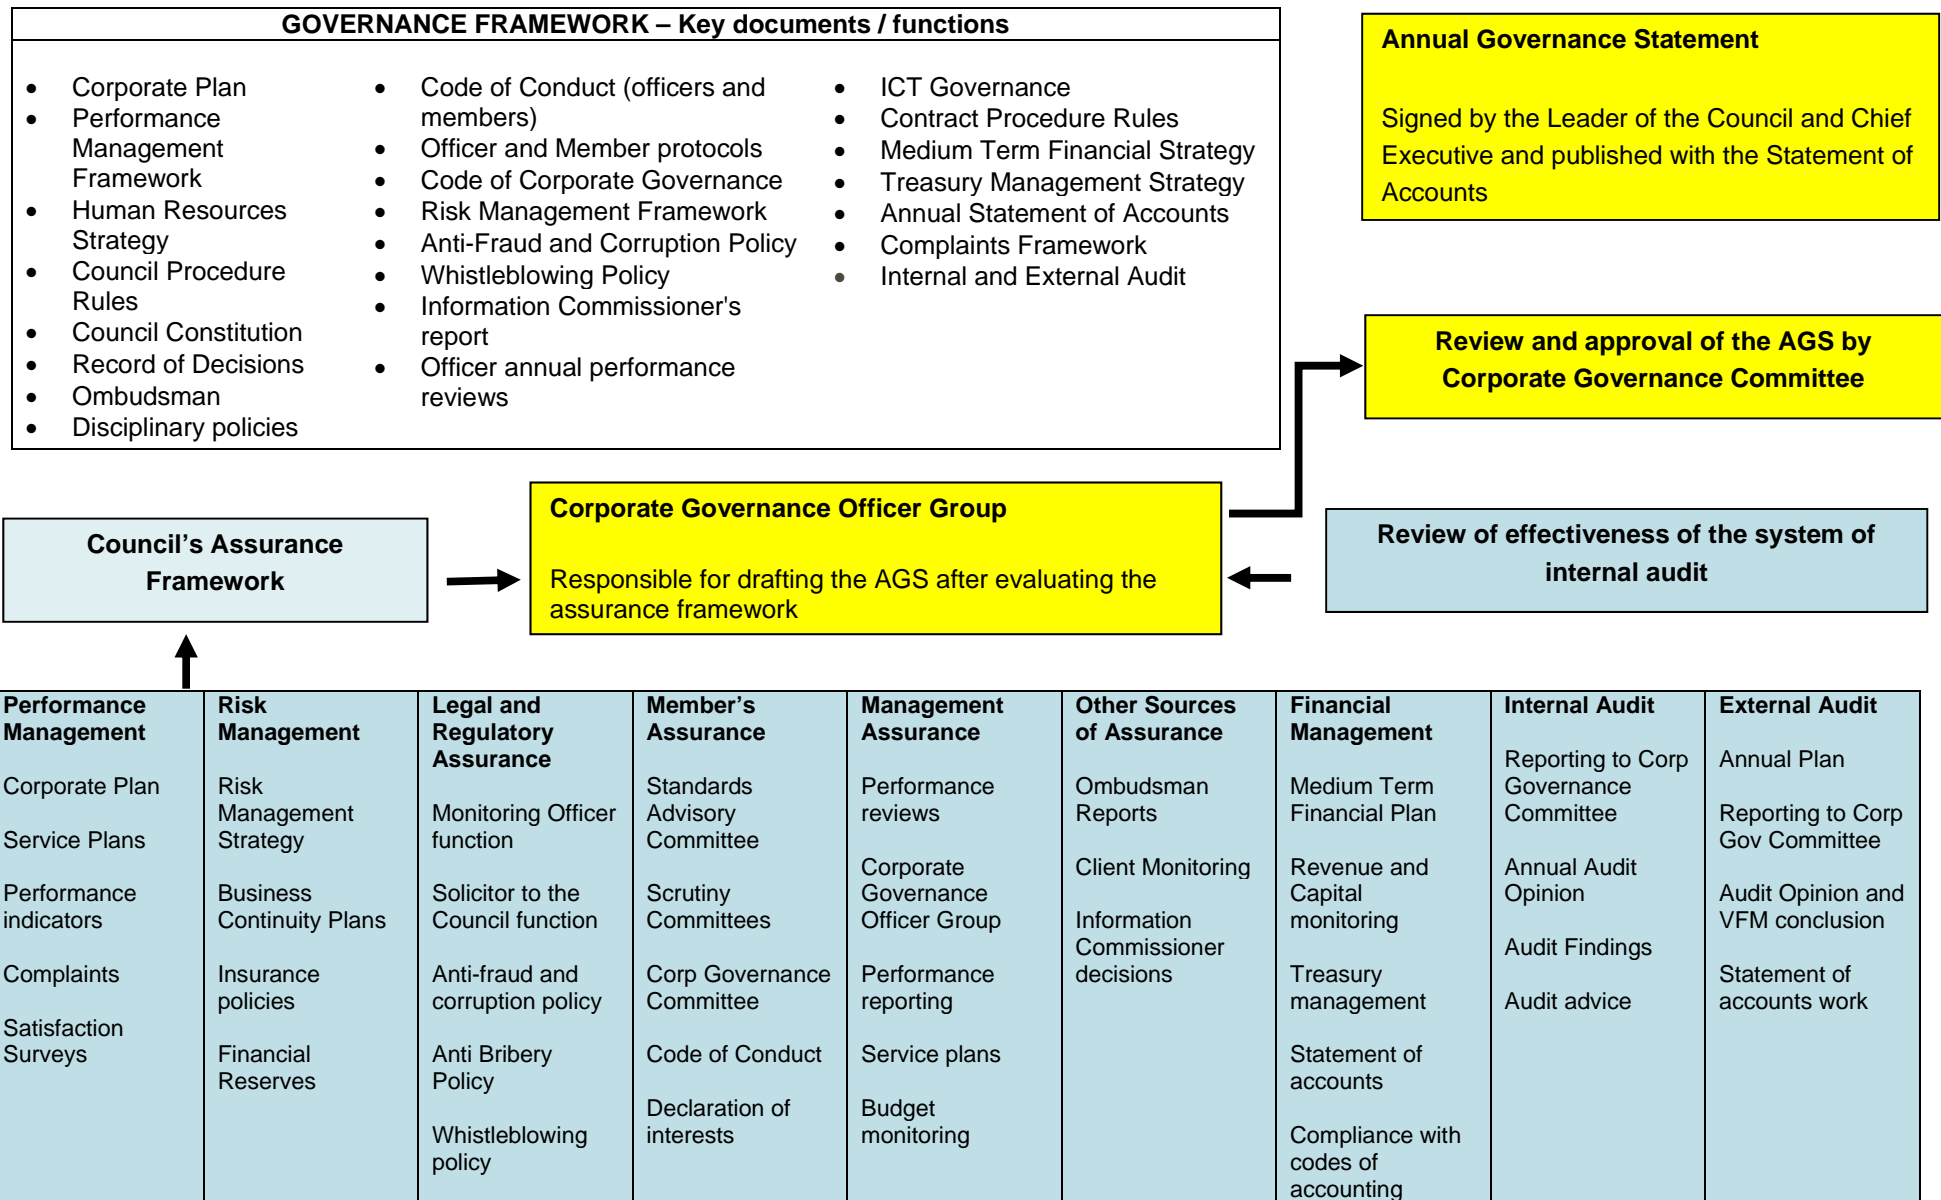 GOVERNANCE FRAMEWORK – Key documents / functions
• Corporate Plan
• Performance
Management
Framework
• Human Resources
Strategy
• Council Procedure
Rules
• Council Constitution
• Record of Decisions
• Ombudsman
• Disciplinary policies
• Code of Conduct (officers and
members)
• Officer and Member protocols
• Code of Corporate Governance
• Risk Management Framework
• Anti-Fraud and Corruption Policy
• Whistleblowing Policy
• Information Commissioner's
report
• Officer annual performance
reviews
• ICT Governance
• Contract Procedure Rules
• Medium Term Financial Strategy
• Treasury Management Strategy
• Annual Statement of Accounts
• Complaints Framework
• Internal and External Audit
Annual Governance Statement
Signed by the Leader of the Council and Chief
Executive and published with the Statement of
Accounts
Review and approval of the AGS by
Corporate Governance Committee
Council’s Assurance
Framework
Corporate Governance Officer Group
Responsible for drafting the AGS after evaluating the
assurance framework
Review of effectiveness of the system of
internal audit
Performance
Management
Corporate Plan
Service Plans
Performance
indicators
Complaints
Satisfaction
Surveys
Risk
Management
Risk
Management
Strategy
Business
Continuity Plans
Insurance
policies
Financial
Reserves
Legal and
Regulatory
Assurance
Monitoring Officer
function
Solicitor to the
Council function
Anti-fraud and
corruption policy
Anti Bribery
Policy
Whistleblowing
policy
Member’s
Assurance
Standards
Advisory
Committee
Scrutiny
Committees
Corp Governance
Committee
Code of Conduct
Declaration of
interests
Management
Assurance
Performance
reviews
Corporate
Governance
Officer Group
Performance
reporting
Service plans
Budget
monitoring
Other Sources
of Assurance
Ombudsman
Reports
Client Monitoring
Information
Commissioner
decisions
Financial
Management
Medium Term
Financial Plan
Revenue and
Capital
monitoring
Treasury
management
Statement of
accounts
Compliance with
codes of
accounting
Internal Audit
Reporting to Corp
Governance
Committee
Annual Audit
Opinion
Audit Findings
Audit advice
External Audit
Annual Plan
Reporting to Corp
Gov Committee
Audit Opinion and
VFM conclusion
Statement of
accounts work